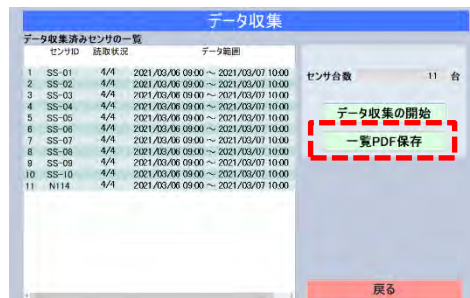 データ収集
データ収集済みセンサの一覧
センサID 読取状況 データ範囲
1 SS-01 4/4 2021/03/06 09:00 ~ 2021/03/07 10:00
2 SS-02 4/4 2021/03/06 09:00 ~ 2021/03/07 10:00
3 SS-03 4/4 2021/03/06 09:00 ~ 2021/03/07 10:00
4 SS-04 4/4 2021/03/06 09:00 ~ 2021/03/07 10:00
5 SS-05 4/4 2021/03/06 09:00 ~ 2021/03/07 10:00
6 SS-06 4/4 2021/03/06 09:00 ~ 2021/03/07 10:00
7 SS-07 4/4 2021/03/06 09:00 ~ 2021/03/07 10:00
8 SS-08 4/4 2021/03/06 09:00 ~ 2021/03/07 10:00
9 SS-09 4/4 2021/03/06 09:00 ~ 2021/03/07 10:00
10 SS-10 4/4 2021/03/06 09:00 ~ 2021/03/07 10:00
11 N114 4/4 2021/03/06 09:00 ~ 2021/03/07 10:00
センサ台数 11 台
データ収集の開始
一覧PDF保存
戻る